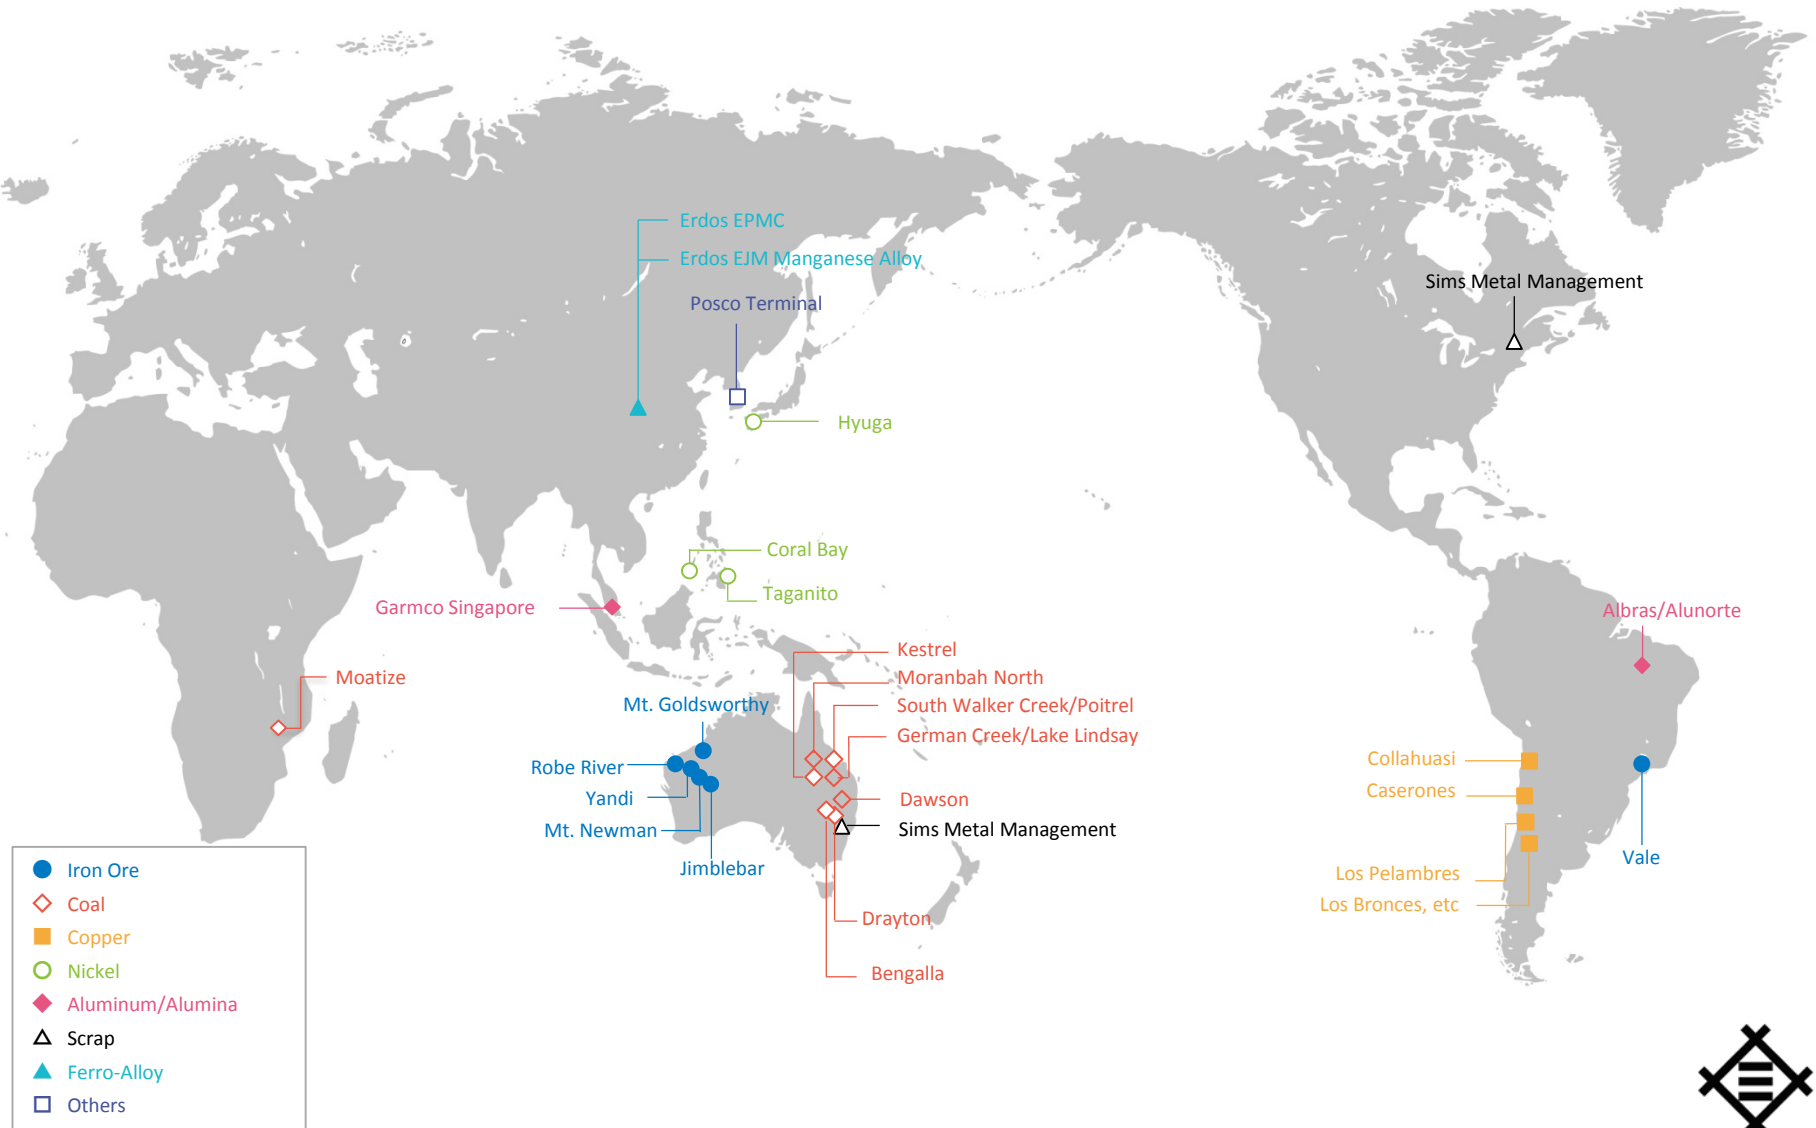 Erdos EPMC
Erdos EJM Manganese Alloy
Posco Terminal
Sims Metal Management
Hyuga
Coral Bay
Taganito
Garmco Singapore
Albras/Alunorte
Kestrel
Moranbah North
South Walker Creek/Poitrel
German Creek/Lake Lindsay
Moatize
Mt. Goldsworthy
Robe River
Yandi
Mt. Newman
Jimblebar
Dawson
Sims Metal Management
Drayton
Bengalla
Collahuasi
Caserones
Los Pelambres
Los Bronces, etc
Vale
Iron Ore
Coal
Copper
Nickel
Aluminum/Alumina
Scrap
Ferro-Alloy
Others